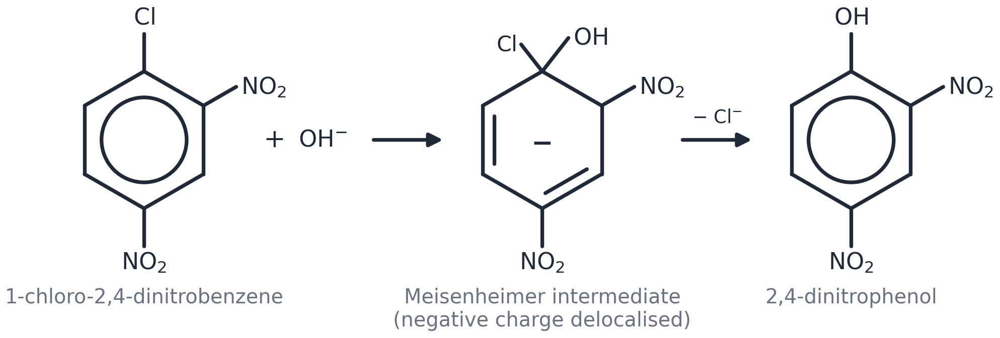 Cl
NO₂
NO₂
1-chloro-2,4-dinitrobenzene
+ OH⁻
Cl
OH
NO₂
−
NO₂
Meisenheimer intermediate
(negative charge delocalised)
− Cl⁻
OH
NO₂
NO₂
2,4-dinitrophenol